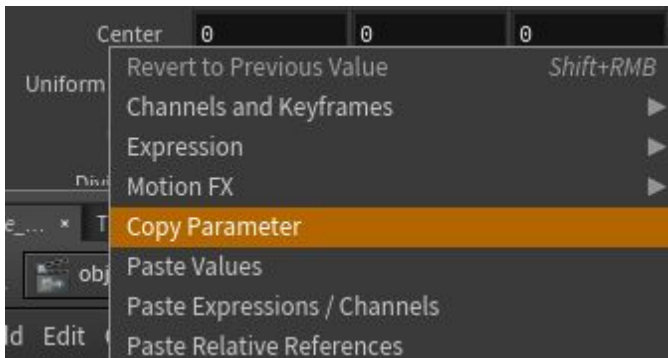 Center 0 0 0
Revert to Previous Value Shift+RMB
Uniform
Channels and Keyframes
Expression
Motion FX
Copy Parameter
Paste Values
obj
Paste Expressions / Channels
Edit
Paste Relative References